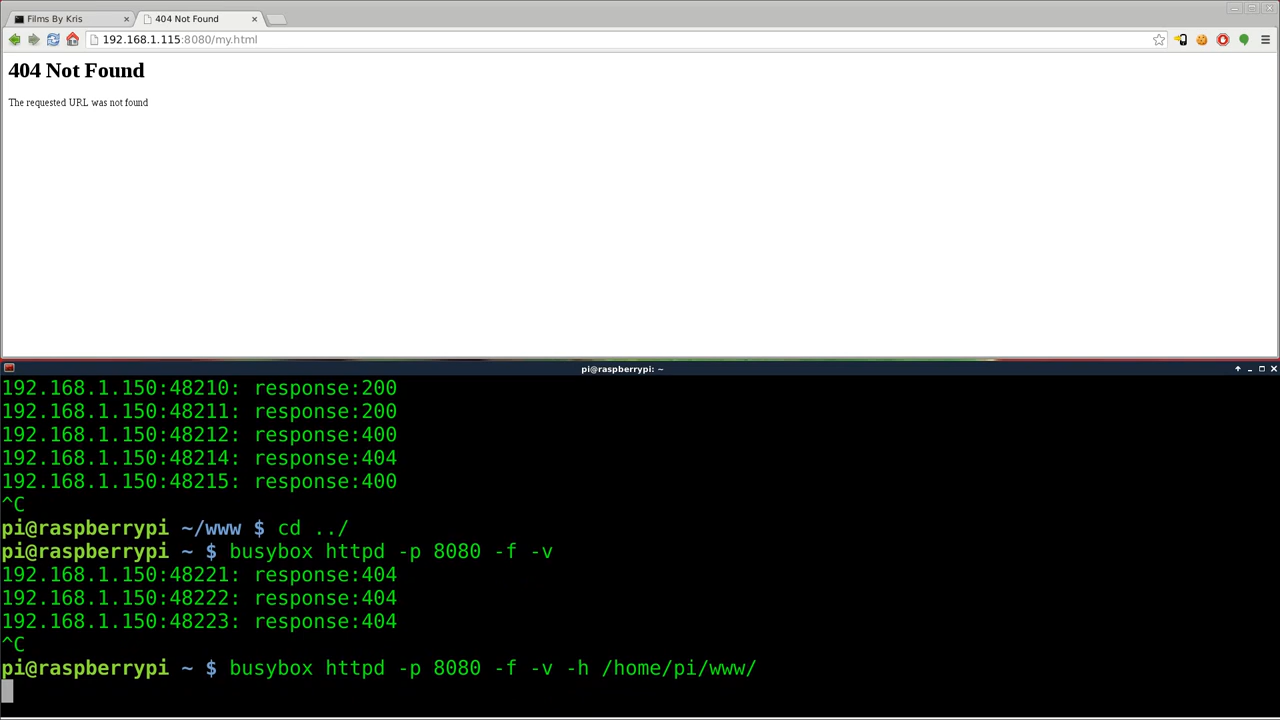 Films By Kris
404 Not Found
192.168.1.115:8080/my.html
404 Not Found
The requested URL was not found
pi@raspberrypi: ~
192.168.1.150:48210: response:200
192.168.1.150:48211: response:200
192.168.1.150:48212: response:400
192.168.1.150:48214: response:404
192.168.1.150:48215: response:400
^C
pi@raspberrypi ~/www $ cd ../
pi@raspberrypi ~ $ busybox httpd -p 8080 -f -v
192.168.1.150:48221: response:404
192.168.1.150:48222: response:404
192.168.1.150:48223: response:404
^C
pi@raspberrypi ~ $ busybox httpd -p 8080 -f -v -h /home/pi/www/